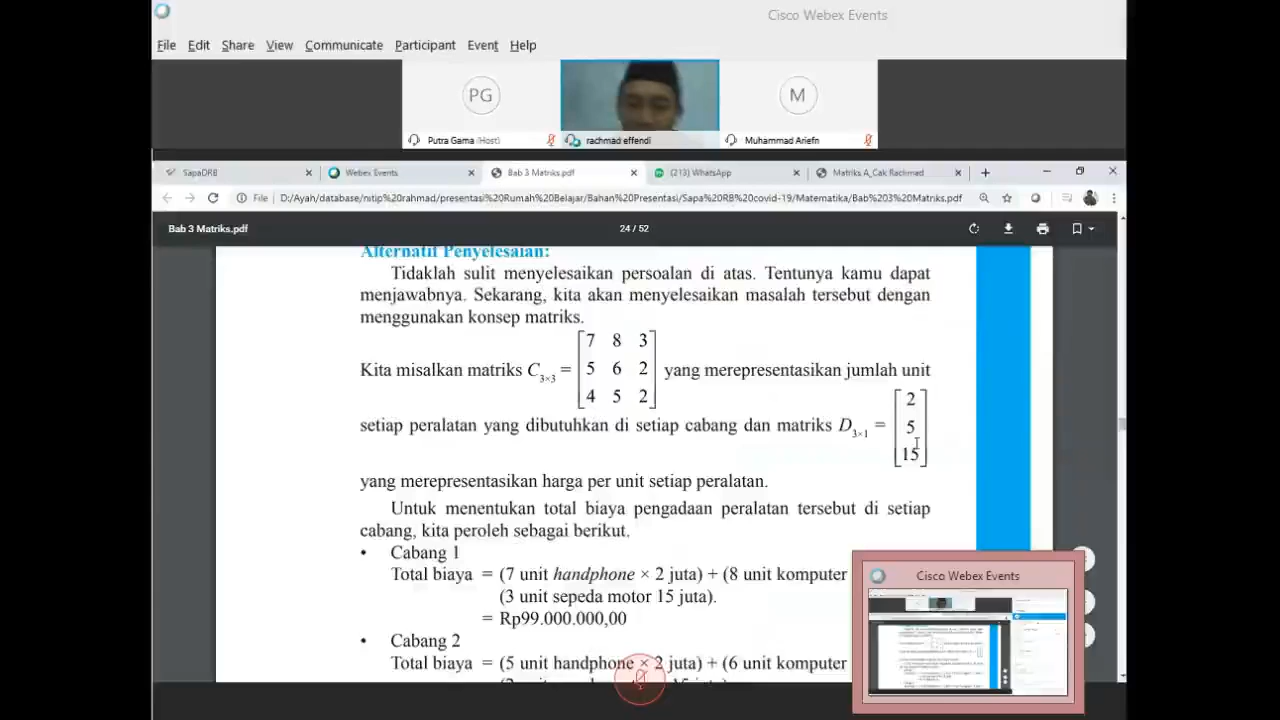 Cisco Webex Events
File Edit Share View Communicate Participant Event Help
PG
M
Putra Gama (Host)
rachmad effendi
Muhammad Ariefn
SapaDRB
Webex Events
Bab 3 Matriks.pdf
(213) WhatsApp
Matriks A_Cak Rachmad
File D:/Ayah/database/nitip%20rahmad/presentasi%20Rumah%20Belajar/Bahan%20Presentasi/Sapa%20RB%20covid-19/Matematika/Bab%203%20Matriks.pdf
Bab 3 Matriks.pdf
24 / 52
Alternatif Penyelesaian:
Tidaklah sulit menyelesaikan persoalan di atas. Tentunya kamu dapat
menjawabnya. Sekarang, kita akan menyelesaikan masalah tersebut dengan
menggunakan konsep matriks.
7 8 3
Kita misalkan matriks C3×3 = 5 6 2 yang merepresentasikan jumlah unit
4 5 2
2
setiap peralatan yang dibutuhkan di setiap cabang dan matriks D3×1 = 5
15
yang merepresentasikan harga per unit setiap peralatan.
Untuk menentukan total biaya pengadaan peralatan tersebut di setiap
cabang, kita peroleh sebagai berikut.
• Cabang 1
Total biaya = (7 unit handphone × 2 juta) + (8 unit komputer
(3 unit sepeda motor 15 juta).
= Rp99.000.000,00
• Cabang 2
Total biaya = (5 unit handphone × 2 juta) + (6 unit komputer
Cisco Webex Events